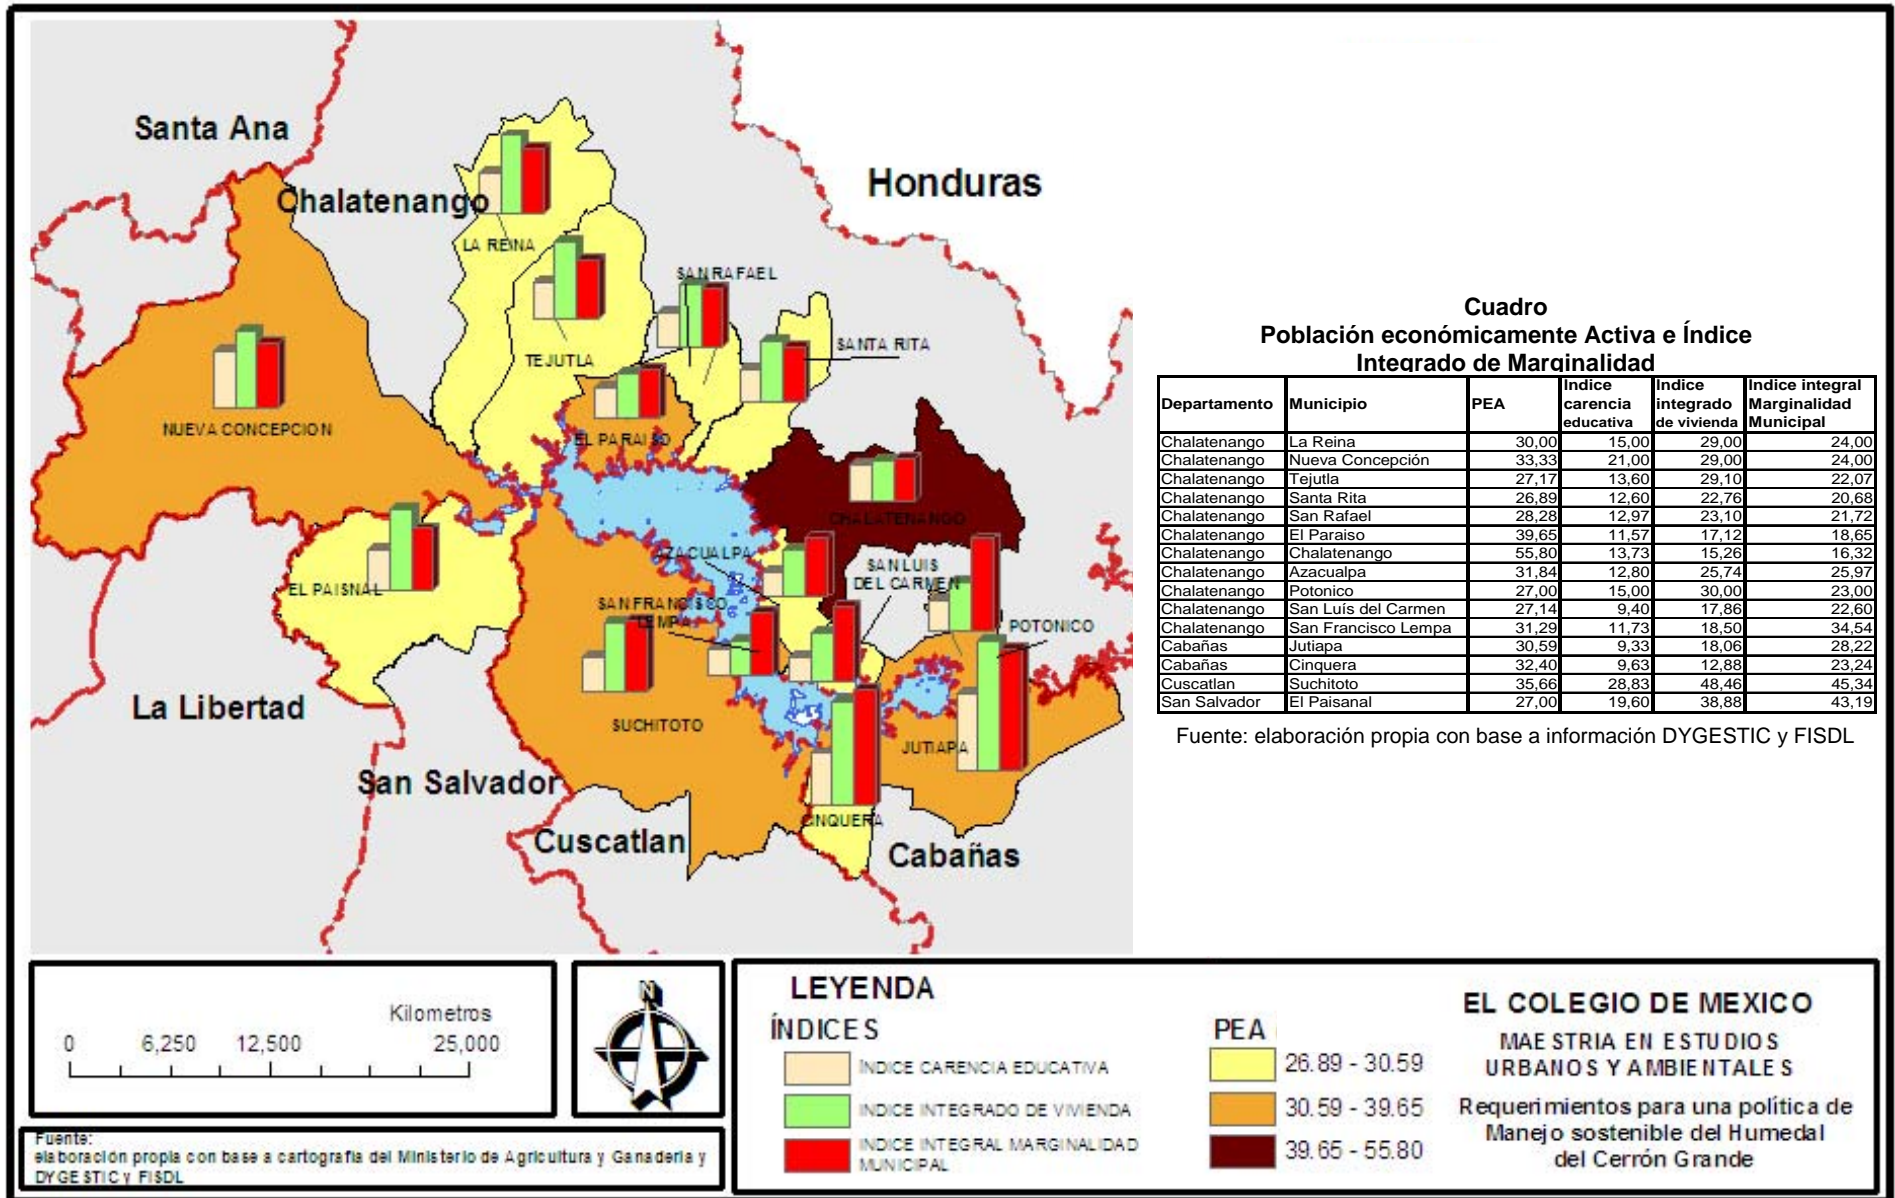 Santa Ana
Chalatenango
Honduras
LA REINA
TEJUTLA
SAN RAFAEL
SANTA RITA
NUEVA CONCEPCION
EL PARAISO
CHALATENANGO
EL PAISNAL
AZACUALPA
SAN LUIS
DEL CARMEN
SAN FRANCISCO
LEMPA
POTONICO
La Libertad
SUCHITOTO
JUTIAPA
San Salvador
CINQUERA
Cuscatlan
Cabañas
Cuadro
Población económicamente Activa e Índice
Integrado de Marginalidad
Departamento Municipio PEA Indice carencia educativa Indice integrado de vivienda Indice integral Marginalidad Municipal
Chalatenango La Reina 30,00 15,00 29,00 24,00
Chalatenango Nueva Concepción 33,33 21,00 29,00 24,00
Chalatenango Tejutla 27,17 13,60 29,10 22,07
Chalatenango Santa Rita 26,89 12,60 22,76 20,68
Chalatenango San Rafael 28,28 12,97 23,10 21,72
Chalatenango El Paraiso 39,65 11,57 17,12 18,65
Chalatenango Chalatenango 55,80 13,73 15,26 16,32
Chalatenango Azacualpa 31,84 12,80 25,74 25,97
Chalatenango Potonico 27,00 15,00 30,00 23,00
Chalatenango San Luís del Carmen 27,14 9,40 17,86 22,60
Chalatenango San Francisco Lempa 31,29 11,73 18,50 34,54
Cabañas Jutiapa 30,59 9,33 18,06 28,22
Cabañas Cinquera 32,40 9,63 12,88 23,24
Cuscatlan Suchitoto 35,66 28,83 48,46 45,34
San Salvador El Paisanal 27,00 19,60 38,88 43,19
Fuente: elaboración propia con base a información DYGESTIC y FISDL
Kilometros
0 6,250 12,500 25,000
N
Fuente:
elaboración propia con base a cartografía del Ministerio de Agricultura y Ganaderia y
DYGESTIC y FISDL
LEYENDA
ÍNDICES
ÍNDICE CARENCIA EDUCATIVA
INDICE INTEGRADO DE VIVIENDA
INDICE INTEGRAL MARGINALIDAD
MUNICIPAL
PEA
26.89 - 30.59
30.59 - 39.65
39.65 - 55.80
EL COLEGIO DE MEXICO
MAESTRIA EN ESTUDIOS
URBANOS Y AMBIENTALES
Requerimientos para una política de
Manejo sostenible del Humedal
del Cerrón Grande